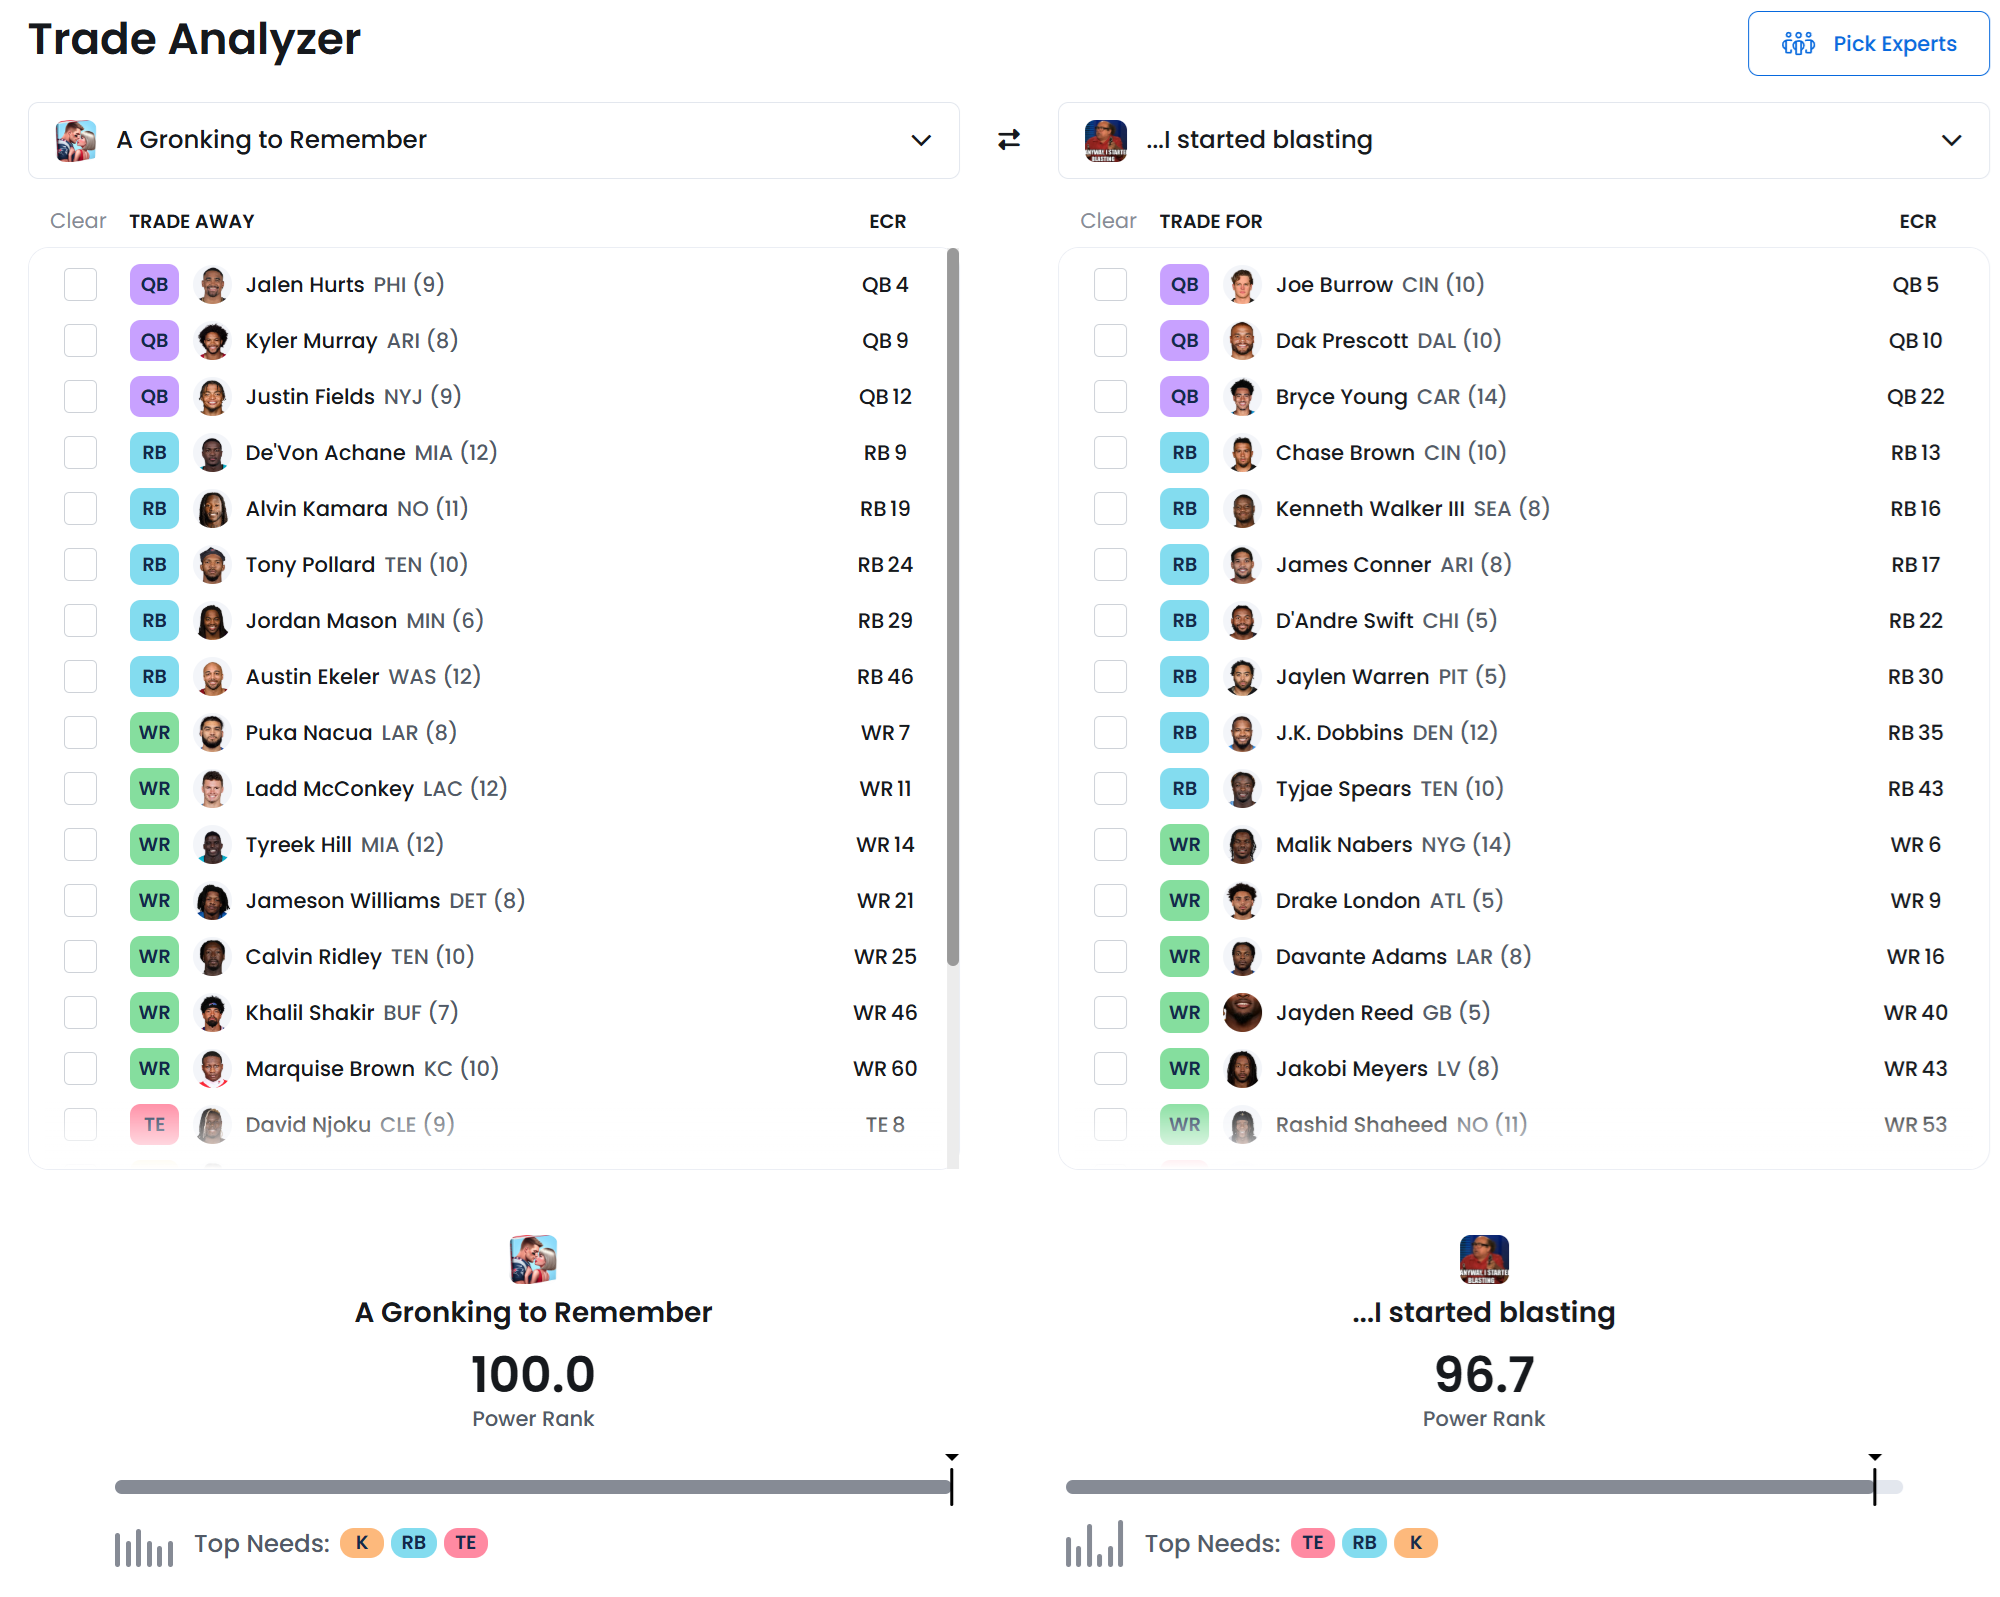 Trade Analyzer
Pick Experts
A Gronking to Remember
Clear TRADE AWAY ECR
QB Jalen Hurts PHI (9) QB 4
QB Kyler Murray ARI (8) QB 9
QB Justin Fields NYJ (9) QB 12
RB De'Von Achane MIA (12) RB 9
RB Alvin Kamara NO (11) RB 19
RB Tony Pollard TEN (10) RB 24
RB Jordan Mason MIN (6) RB 29
RB Austin Ekeler WAS (12) RB 46
WR Puka Nacua LAR (8) WR 7
WR Ladd McConkey LAC (12) WR 11
WR Tyreek Hill MIA (12) WR 14
WR Jameson Williams DET (8) WR 21
WR Calvin Ridley TEN (10) WR 25
WR Khalil Shakir BUF (7) WR 46
WR Marquise Brown KC (10) WR 60
TE David Njoku CLE (9) TE 8
ANYWAY I STARTED
BLASTING
...I started blasting
Clear TRADE FOR ECR
QB Joe Burrow CIN (10) QB 5
QB Dak Prescott DAL (10) QB 10
QB Bryce Young CAR (14) QB 22
RB Chase Brown CIN (10) RB 13
RB Kenneth Walker III SEA (8) RB 16
RB James Conner ARI (8) RB 17
RB D'Andre Swift CHI (5) RB 22
RB Jaylen Warren PIT (5) RB 30
RB J.K. Dobbins DEN (12) RB 35
RB Tyjae Spears TEN (10) RB 43
WR Malik Nabers NYG (14) WR 6
WR Drake London ATL (5) WR 9
WR Davante Adams LAR (8) WR 16
WR Jayden Reed GB (5) WR 40
WR Jakobi Meyers LV (8) WR 43
WR Rashid Shaheed NO (11) WR 53
A Gronking to Remember
100.0
Power Rank
Top Needs: K RB TE
ANYWAY I STARTED
BLASTING
...I started blasting
96.7
Power Rank
Top Needs: TE RB K